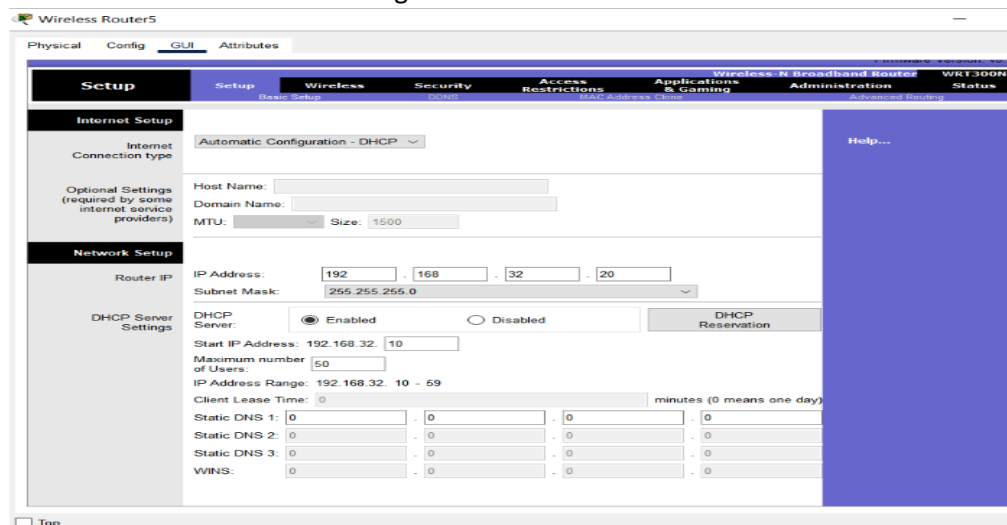 Wireless Router5
Physical Config GUI Attributes
Wireless-N Broadband Router WRT300N
Setup Setup Wireless Security Access Restrictions Applications & Gaming Administration Status
Basic Setup DDNS MAC Address Clone Advanced Routing
Internet Setup
Internet Connection type
Automatic Configuration - DHCP
Help...
Optional Settings (required by some internet service providers)
Host Name:
Domain Name:
MTU: Size: 1500
Network Setup
Router IP
IP Address: 192 . 168 . 32 . 20
Subnet Mask: 255.255.255.0
DHCP Server Settings
DHCP Server: Enabled Disabled DHCP Reservation
Start IP Address: 192.168.32. 10
Maximum number of Users: 50
IP Address Range: 192.168.32. 10 - 59
Client Lease Time: 0 minutes (0 means one day)
Static DNS 1: 0 . 0 . 0 . 0
Static DNS 2: 0 . 0 . 0 . 0
Static DNS 3: 0 . 0 . 0 . 0
WINS: 0 . 0 . 0 . 0
Top